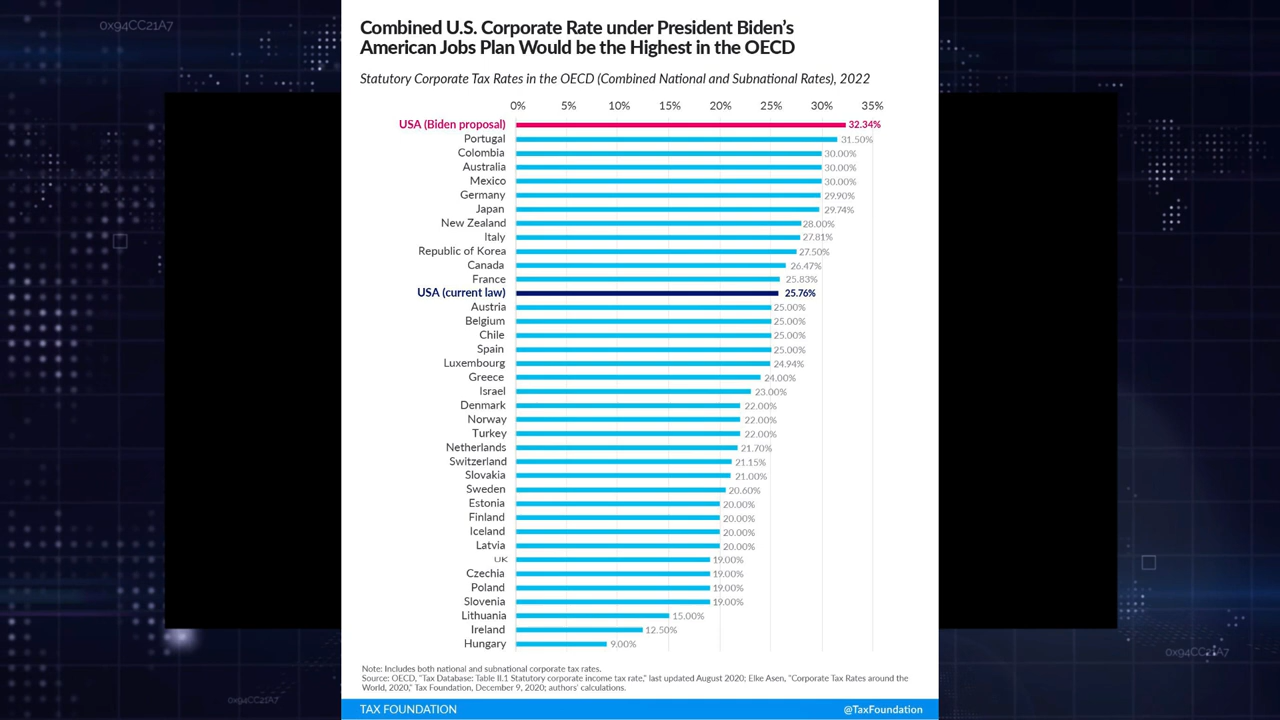 0x94CC21A7
Combined U.S. Corporate Rate under President Biden's
American Jobs Plan Would be the Highest in the OECD
Statutory Corporate Tax Rates in the OECD (Combined National and Subnational Rates), 2022
0% 5% 10% 15% 20% 25% 30% 35%
USA (Biden proposal) 32.34%
Portugal 31.50%
Colombia 30.00%
Australia 30.00%
Mexico 30.00%
Germany 29.90%
Japan 29.74%
New Zealand 28.00%
Italy 27.81%
Republic of Korea 27.50%
Canada 26.47%
France 25.83%
USA (current law) 25.76%
Austria 25.00%
Belgium 25.00%
Chile 25.00%
Spain 25.00%
Luxembourg 24.94%
Greece 24.00%
Israel 23.00%
Denmark 22.00%
Norway 22.00%
Turkey 22.00%
Netherlands 21.70%
Switzerland 21.15%
Slovakia 21.00%
Sweden 20.60%
Estonia 20.00%
Finland 20.00%
Iceland 20.00%
Latvia 20.00%
UK 19.00%
Czechia 19.00%
Poland 19.00%
Slovenia 19.00%
Lithuania 15.00%
Ireland 12.50%
Hungary 9.00%
Note: Includes both national and subnational corporate tax rates.
Source: OECD, "Tax Database: Table II.1 Statutory corporate income tax rate," last updated August 2020; Elke Asen, "Corporate Tax Rates around the
World, 2020," Tax Foundation, December 9, 2020; authors' calculations.
TAX FOUNDATION @TaxFoundation
0x94CC21A7
0x94CC21A7